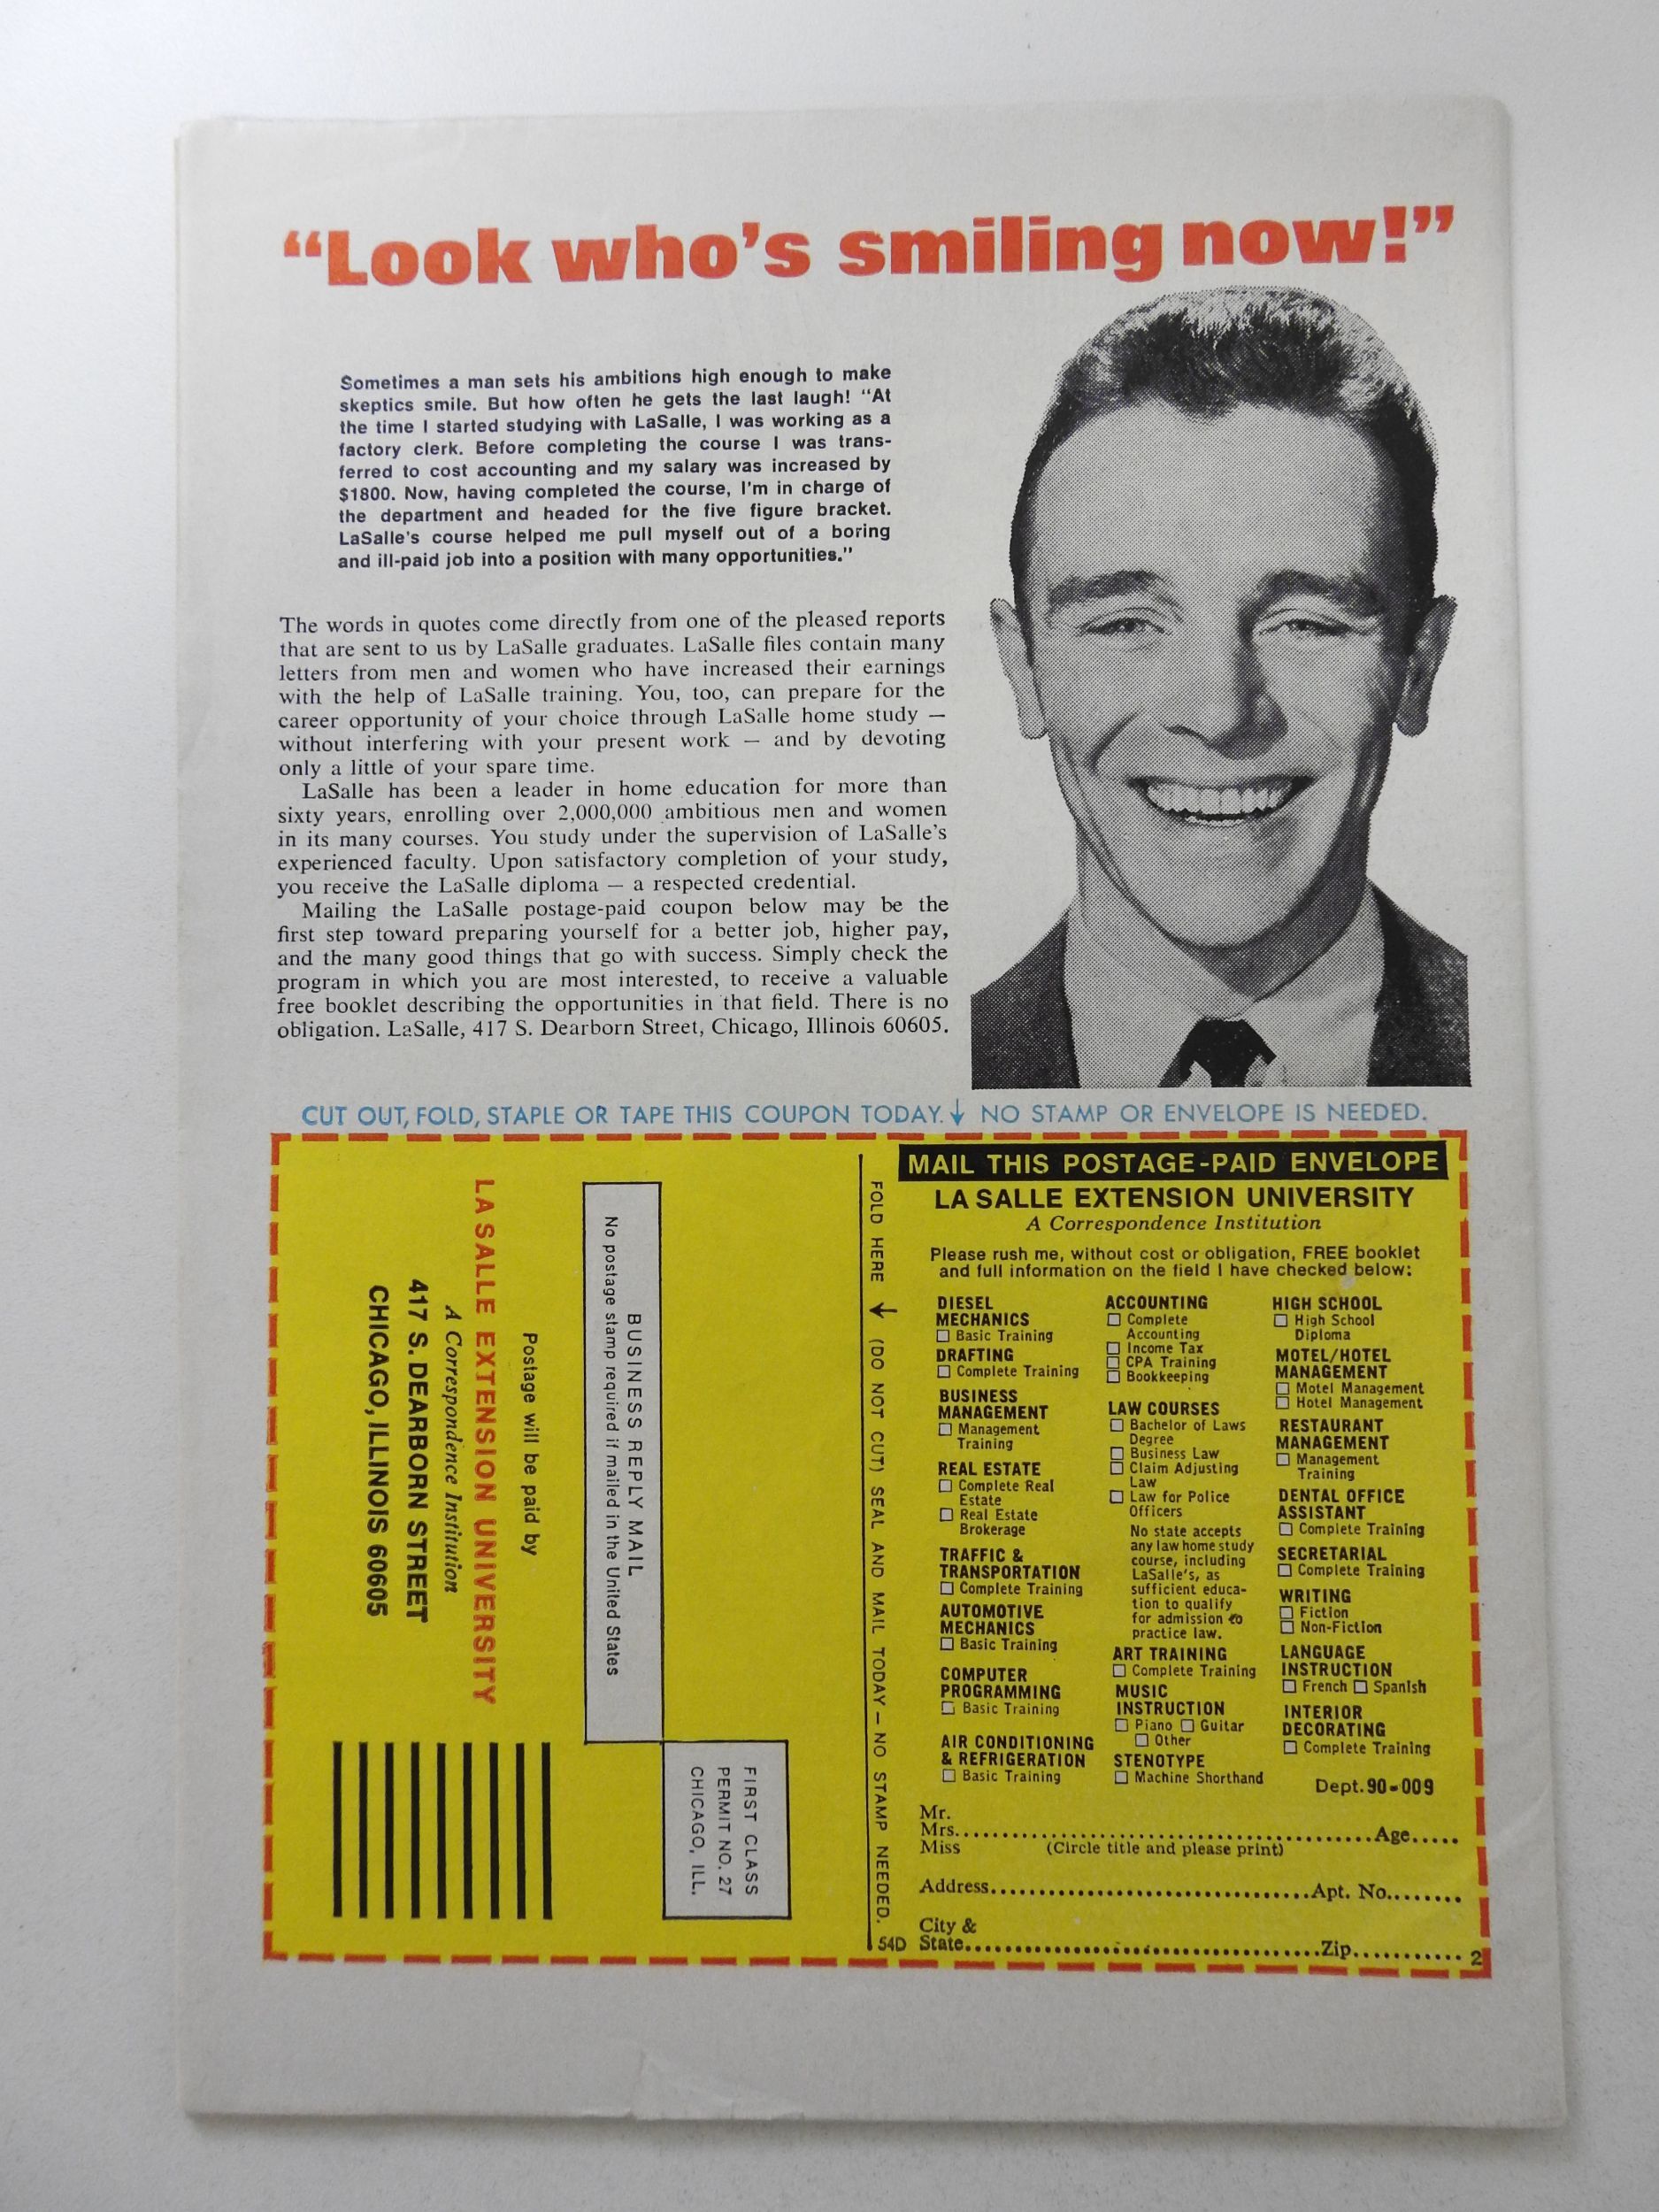 “Look who's smiling now!”
Sometimes a man sets his ambitions high enough to make
skeptics smile. But how often he gets the last laugh! “At
the time I started studying with LaSalle, I was working as a
factory clerk. Before completing the course I was trans-
ferred to cost accounting and my salary was increased by
$1800. Now, having completed the course, I'm in charge of
the department and headed for the five figure bracket.
LaSalle's course helped me pull myself out of a boring
and ill-paid job into a position with many opportunities.”
The words in quotes come directly from one of the pleased reports
that are sent to us by LaSalle graduates. LaSalle files contain many
letters from men and women who have increased their earnings
with the help of LaSalle training. You, too, can prepare for the
career opportunity of your choice through LaSalle home study —
without interfering with your present work — and by devoting
only a little of your spare time.
LaSalle has been a leader in home education for more than
sixty years, enrolling over 2,000,000 ambitious men and women
in its many courses. You study under the supervision of LaSalle's
experienced faculty. Upon satisfactory completion of your study,
you receive the LaSalle diploma — a respected credential.
Mailing the LaSalle postage-paid coupon below may be the
first step toward preparing yourself for a better job, higher pay,
and the many good things that go with success. Simply check the
program in which you are most interested, to receive a valuable
free booklet describing the opportunities in that field. There is no
obligation. LaSalle, 417 S. Dearborn Street, Chicago, Illinois 60605.
CUT OUT, FOLD, STAPLE OR TAPE THIS COUPON TODAY. ↓ NO STAMP OR ENVELOPE IS NEEDED.
FIRST CLASS
PERMIT NO. 27
CHICAGO, ILL.
BUSINESS REPLY MAIL
No postage stamp required if mailed in the United States
Postage will be paid by
LA SALLE EXTENSION UNIVERSITY
A Correspondence Institution
417 S. DEARBORN STREET
CHICAGO, ILLINOIS 60605
FOLD HERE ↓ (DO NOT CUT) SEAL AND MAIL TODAY — NO STAMP NEEDED.
54D
MAIL THIS POSTAGE-PAID ENVELOPE
LA SALLE EXTENSION UNIVERSITY
A Correspondence Institution
Please rush me, without cost or obligation, FREE booklet
and full information on the field I have checked below:
DIESEL
MECHANICS
☐ Basic Training
DRAFTING
☐ Complete Training
BUSINESS
MANAGEMENT
☐ Management
Training
REAL ESTATE
☐ Complete Real
Estate
☐ Real Estate
Brokerage
TRAFFIC &
TRANSPORTATION
☐ Complete Training
AUTOMOTIVE
MECHANICS
☐ Basic Training
COMPUTER
PROGRAMMING
☐ Basic Training
AIR CONDITIONING
& REFRIGERATION
☐ Basic Training
ACCOUNTING
☐ Complete
Accounting
☐ Income Tax
☐ CPA Training
☐ Bookkeeping
LAW COURSES
☐ Bachelor of Laws
Degree
☐ Business Law
☐ Claim Adjusting
Law
☐ Law for Police
Officers
No state accepts
any law home study
course, including
LaSalle's, as
sufficient educa-
tion to qualify
for admission to
practice law.
ART TRAINING
☐ Complete Training
MUSIC
INSTRUCTION
☐ Piano ☐ Guitar
☐ Other
STENOTYPE
☐ Machine Shorthand
HIGH SCHOOL
☐ High School
Diploma
MOTEL/HOTEL
MANAGEMENT
☐ Motel Management
☐ Hotel Management
RESTAURANT
MANAGEMENT
☐ Management
Training
DENTAL OFFICE
ASSISTANT
☐ Complete Training
SECRETARIAL
☐ Complete Training
WRITING
☐ Fiction
☐ Non-Fiction
LANGUAGE
INSTRUCTION
☐ French ☐ Spanish
INTERIOR
DECORATING
☐ Complete Training
Dept. 90-009
Mr.
Mrs. Age
Miss (Circle title and please print)
Address Apt. No.
City &
State Zip
2